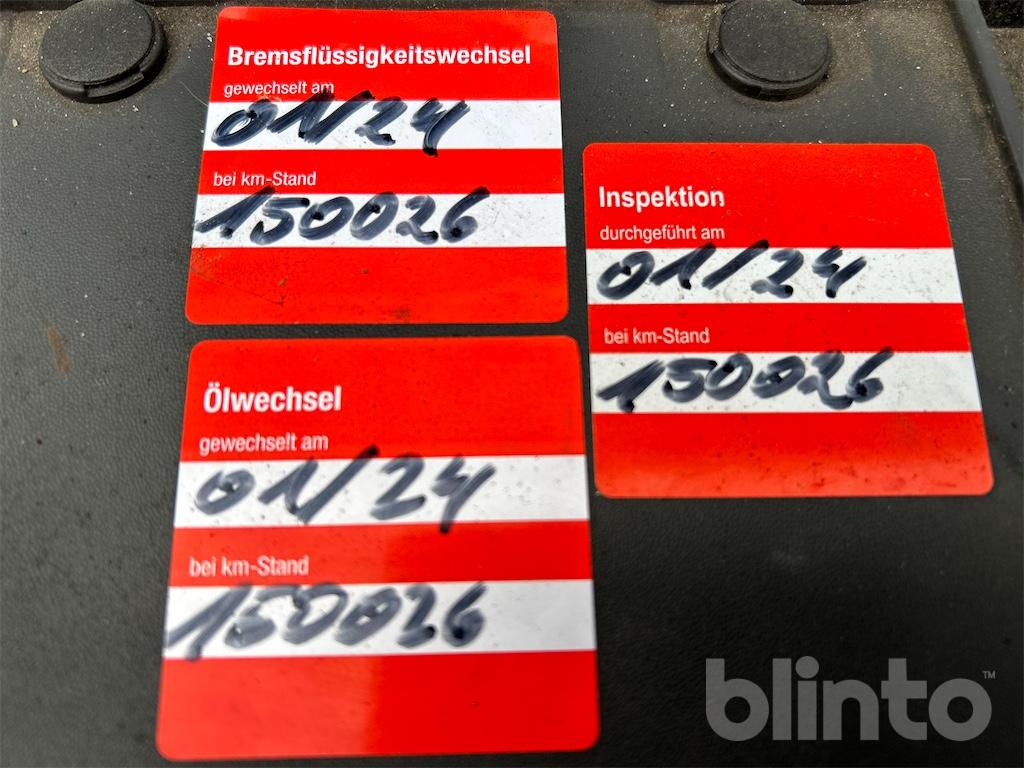 Bremsflüssigkeitswechsel
gewechselt am
01/24
bei km-Stand
150026
Inspektion
durchgeführt am
01/24
bei km-Stand
150026
Ölwechsel
gewechselt am
01/24
bei km-Stand
150026
blinto™